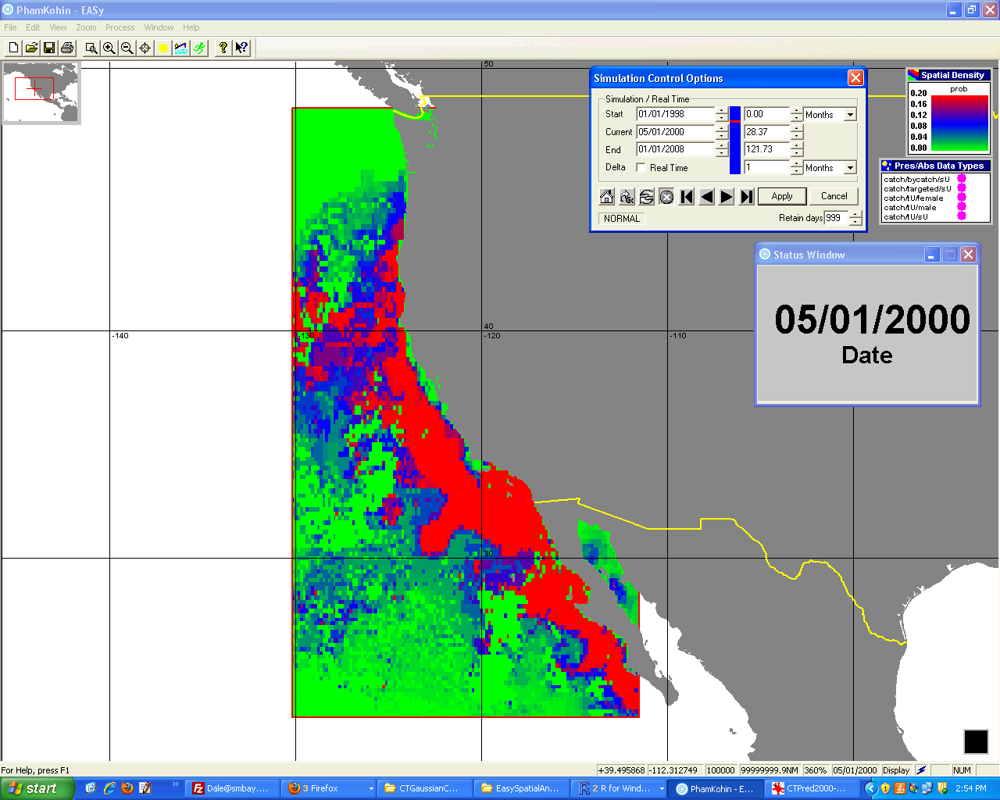 PhamKohin - EASy
File Edit View Zoom Process Window Help
50
40
30
-140
-130
-120
-110
Simulation Control Options
Simulation / Real Time
Start 01/01/1998 0.00 Months
Current 05/01/2000 28.37
End 01/01/2008 121.73
Delta Real Time 1 Months
Apply Cancel
NORMAL Retain days 999
Spatial Density
prob
0.20
0.16
0.12
0.08
0.04
0.00
Pres/Abs Data Types
catch/bycatch/sU
catch/targeted/sU
catch/tU/female
catch/tU/male
catch/tU/sU
Status Window
05/01/2000
Date
For Help, press F1 +39.495868 -112.312749 100000 99999999.9NM 360% 05/01/2000 Display NUM
start Dale@smbay.... 3 Firefox CTGaussianC... EasySpatialAn... 2 R for Wind... PhamKohin - E... CTPred2000-... 2:54 PM